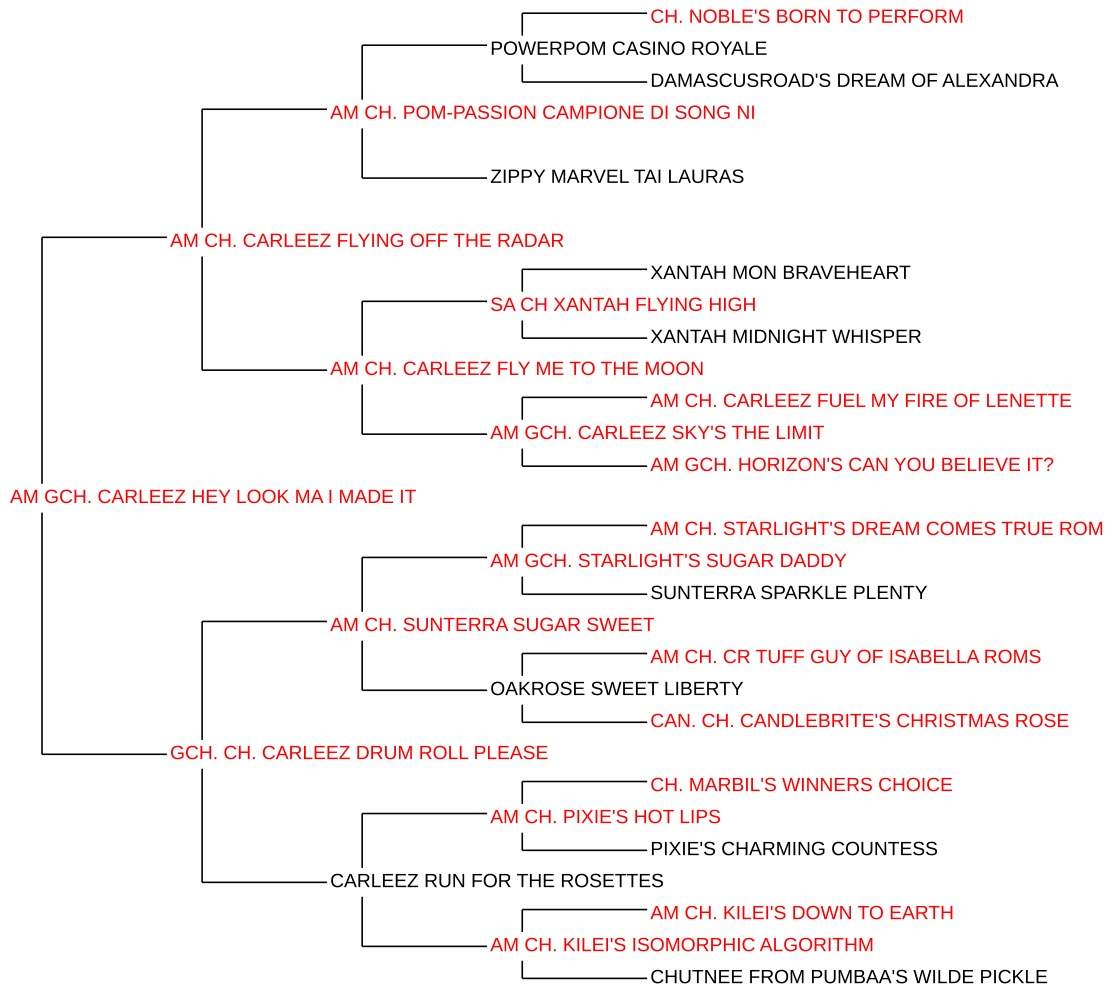 CH. NOBLE'S BORN TO PERFORM
POWERPOM CASINO ROYALE
DAMASCUSROAD'S DREAM OF ALEXANDRA
AM CH. POM-PASSION CAMPIONE DI SONG NI
ZIPPY MARVEL TAI LAURAS
AM CH. CARLEEZ FLYING OFF THE RADAR
XANTAH MON BRAVEHEART
SA CH XANTAH FLYING HIGH
XANTAH MIDNIGHT WHISPER
AM CH. CARLEEZ FLY ME TO THE MOON
AM CH. CARLEEZ FUEL MY FIRE OF LENETTE
AM GCH. CARLEEZ SKY'S THE LIMIT
AM GCH. HORIZON'S CAN YOU BELIEVE IT?
AM GCH. CARLEEZ HEY LOOK MA I MADE IT
AM CH. STARLIGHT'S DREAM COMES TRUE ROM
AM GCH. STARLIGHT'S SUGAR DADDY
SUNTERRA SPARKLE PLENTY
AM CH. SUNTERRA SUGAR SWEET
AM CH. CR TUFF GUY OF ISABELLA ROMS
OAKROSE SWEET LIBERTY
CAN. CH. CANDLEBRITE'S CHRISTMAS ROSE
GCH. CH. CARLEEZ DRUM ROLL PLEASE
CH. MARBIL'S WINNERS CHOICE
AM CH. PIXIE'S HOT LIPS
PIXIE'S CHARMING COUNTESS
CARLEEZ RUN FOR THE ROSETTES
AM CH. KILEI'S DOWN TO EARTH
AM CH. KILEI'S ISOMORPHIC ALGORITHM
CHUTNEE FROM PUMBAA'S WILDE PICKLE